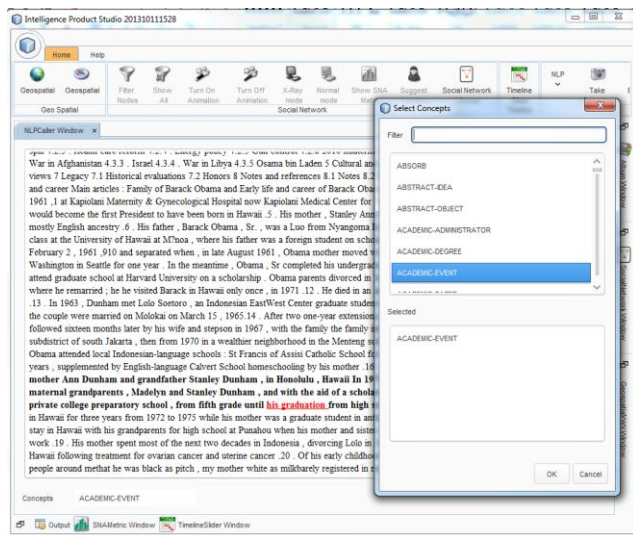 Intelligence Product Studio 201310111528
Home Help
Geospatial Geospatial Filter Nodes Show All Turn On Animation Turn Off Animation X-Ray mode Normal mode Show SNA Suggest Social Network Timeline NLP Take
Geo Spatial Social Network
NLPCaller Window x
War in Afghanistan 4.3.3 . Israel 4.3.4 . War in Libya 4.3.5 Osama bin Laden 5 Cultural and
views 7 Legacy 7.1 Historical evaluations 7.2 Honors 8 Notes and references 8.1 Notes 8.2
and career Main articles : Family of Barack Obama and Early life and career of Barack Obam
1961 ,1 at Kapiolani Maternity & Gynecological Hospital now Kapiolani Medical Center for
would become the first President to have been born in Hawaii .5 . His mother , Stanley Ann
mostly English ancestry .6 . His father , Barack Obama , Sr. , was a Luo from Nyangoma
class at the University of Hawaii at M?noa , where his father was a foreign student on scho
February 2 , 1961 ,910 and separated when , in late August 1961 , Obama mother moved w
Washington in Seattle for one year . In the meantime , Obama , Sr completed his undergrad
attend graduate school at Harvard University on a scholarship . Obama parents divorced in
where he remarried ; he visited Barack in Hawaii only once , in 1971 .12 . He died in an
.13 . In 1963 , Dunham met Lolo Soetoro , an Indonesian EastWest Center graduate studen
the couple were married on Molokai on March 15 , 1965.14 . After two one-year extension
followed sixteen months later by his wife and stepson in 1967 , with the family the family
subdistrict of south Jakarta , then from 1970 in a wealthier neighborhood in the Menteng su
Obama attended local Indonesian-language schools : St Francis of Assisi Catholic School fo
years , supplemented by English-language Calvert School homeschooling by his mother .16
mother Ann Dunham and grandfather Stanley Dunham , in Honolulu , Hawaii In 19
maternal grandparents , Madelyn and Stanley Dunham , and with the aid of a schola
private college preparatory school , from fifth grade until his graduation from high s
in Hawaii for three years from 1972 to 1975 while his mother was a graduate student in ant
stay in Hawaii with his grandparents for high school at Punahou when his mother and sister
work .19 . His mother spent most of the next two decades in Indonesia , divorcing Lolo in
Hawaii following treatment for ovarian cancer and uterine cancer .20 . Of his early childhoo
people around methat he was black as pitch , my mother white as milkbarely registered in m
Concepts ACADEMIC-EVENT
Output SNAMetric Window TimelineSlider Window
Select Concepts
Filter
ABSORB
ABSTRACT-IDEA
ABSTRACT-OBJECT
ACADEMIC-ADMINISTRATOR
ACADEMIC-DEGREE
ACADEMIC-EVENT
Selected
ACADEMIC-EVENT
OK Cancel
Album Window
SocialNetwork Window